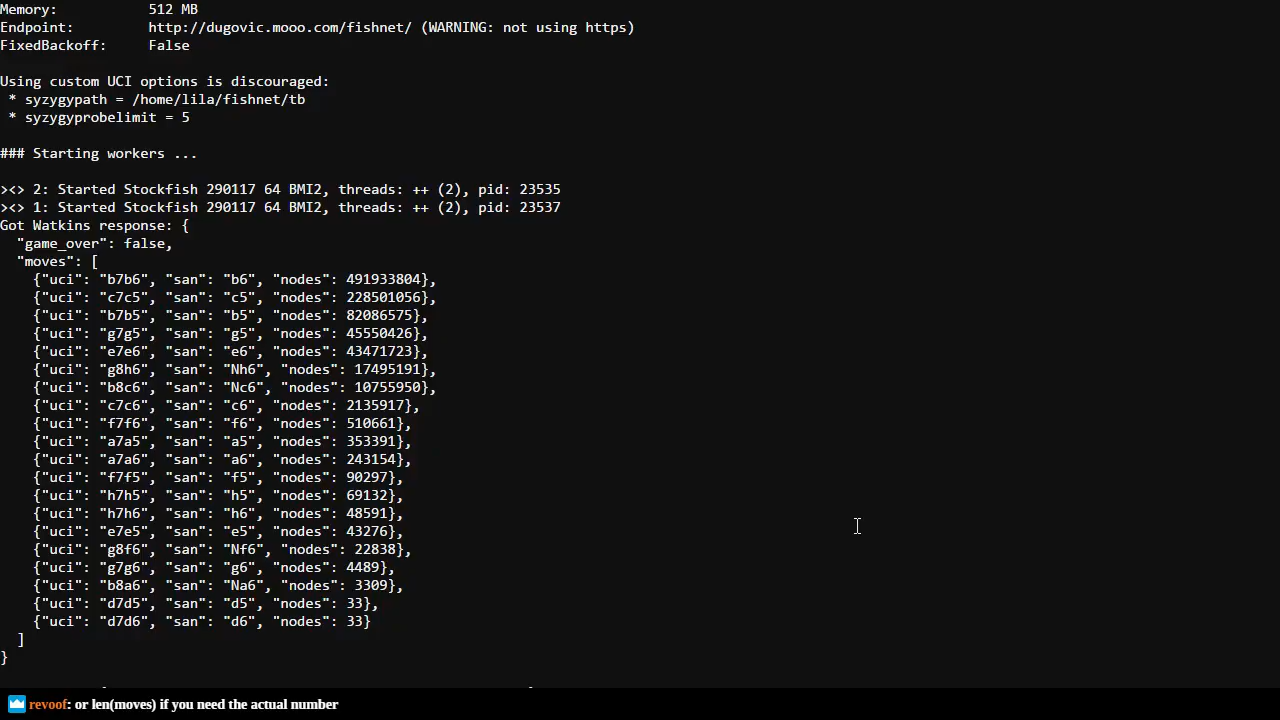 Memory:           512 MB
Endpoint:         http://dugovic.mooo.com/fishnet/ (WARNING: not using https)
FixedBackoff:     False
Using custom UCI options is discouraged:
 * syzygypath = /home/lila/fishnet/tb
 * syzygyprobelimit = 5
### Starting workers ...
><> 2: Started Stockfish 290117 64 BMI2, threads: ++ (2), pid: 23535
><> 1: Started Stockfish 290117 64 BMI2, threads: ++ (2), pid: 23537
Got Watkins response: {
  "game_over": false,
  "moves": [
    {"uci": "b7b6", "san": "b6", "nodes": 491933804},
    {"uci": "c7c5", "san": "c5", "nodes": 228501056},
    {"uci": "b7b5", "san": "b5", "nodes": 82086575},
    {"uci": "g7g5", "san": "g5", "nodes": 45550426},
    {"uci": "e7e6", "san": "e6", "nodes": 43471723},
    {"uci": "g8h6", "san": "Nh6", "nodes": 17495191},
    {"uci": "b8c6", "san": "Nc6", "nodes": 10755950},
    {"uci": "c7c6", "san": "c6", "nodes": 2135917},
    {"uci": "f7f6", "san": "f6", "nodes": 510661},
    {"uci": "a7a5", "san": "a5", "nodes": 353391},
    {"uci": "a7a6", "san": "a6", "nodes": 243154},
    {"uci": "f7f5", "san": "f5", "nodes": 90297},
    {"uci": "h7h5", "san": "h5", "nodes": 69132},
    {"uci": "h7h6", "san": "h6", "nodes": 48591},
    {"uci": "e7e5", "san": "e5", "nodes": 43276},
    {"uci": "g8f6", "san": "Nf6", "nodes": 22838},
    {"uci": "g7g6", "san": "g6", "nodes": 4489},
    {"uci": "b8a6", "san": "Na6", "nodes": 3309},
    {"uci": "d7d5", "san": "d5", "nodes": 33},
    {"uci": "d7d6", "san": "d6", "nodes": 33}
  ]
}
revoof: or len(moves) if you need the actual number